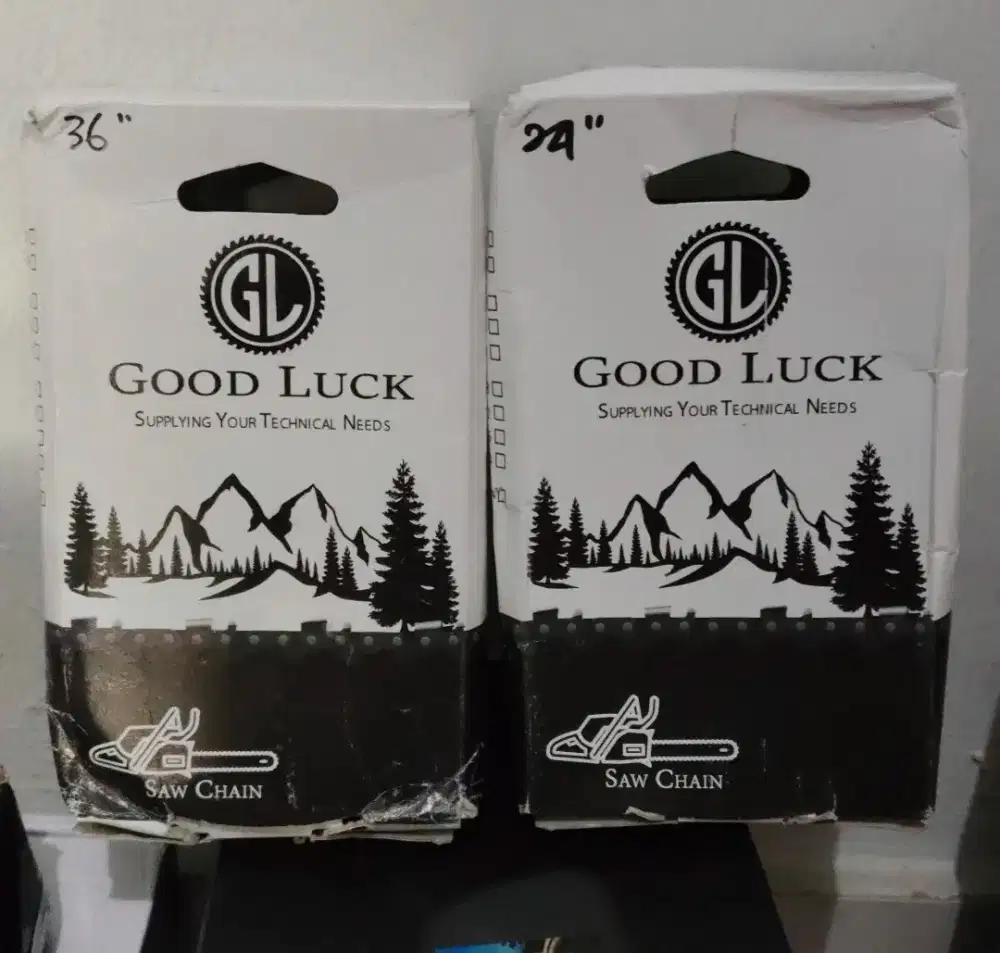 36"
GL
GOOD LUCK
SUPPLYING YOUR TECHNICAL NEEDS
SAW CHAIN
24"
GL
GOOD LUCK
SUPPLYING YOUR TECHNICAL NEEDS
SAW CHAIN